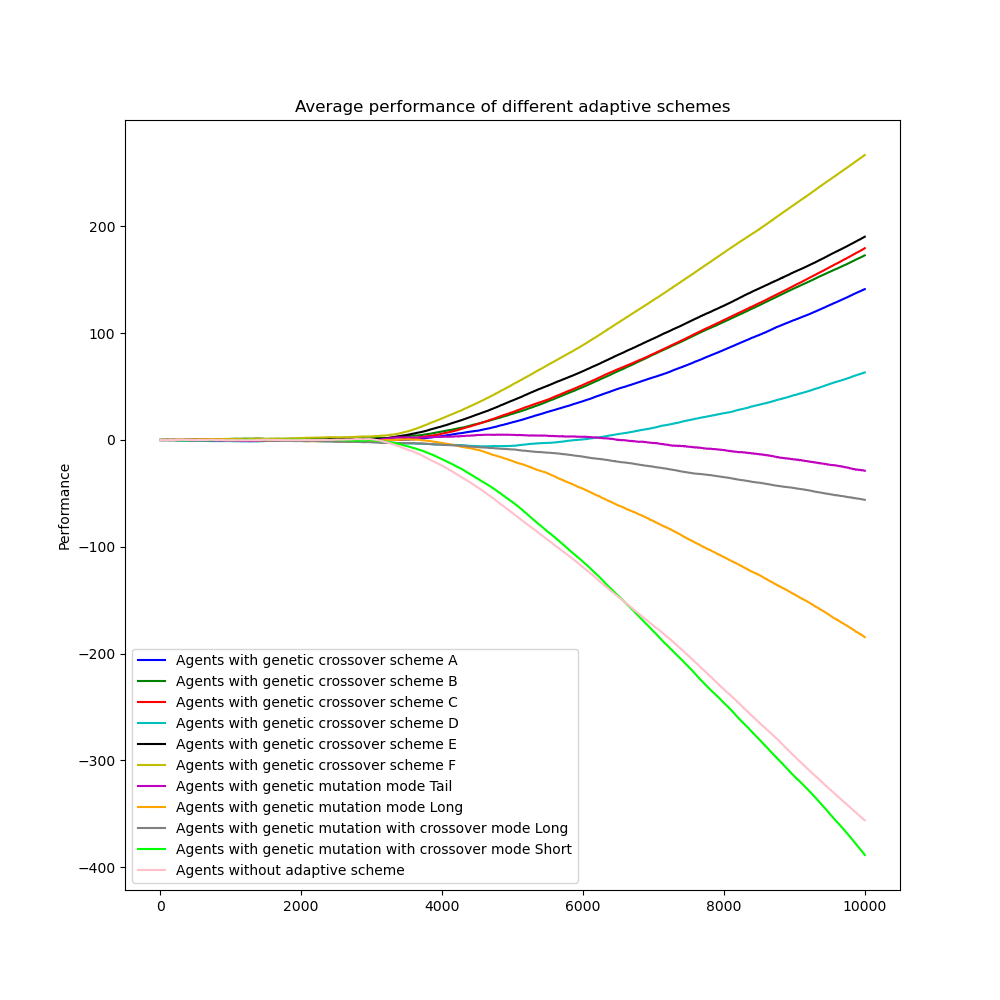 Average performance of different adaptive schemes
Performance
200
100
0
−100
−200
−300
−400
Agents with genetic crossover scheme A
Agents with genetic crossover scheme B
Agents with genetic crossover scheme C
Agents with genetic crossover scheme D
Agents with genetic crossover scheme E
Agents with genetic crossover scheme F
Agents with genetic mutation mode Tail
Agents with genetic mutation mode Long
Agents with genetic mutation with crossover mode Long
Agents with genetic mutation with crossover mode Short
Agents without adaptive scheme
0 2000 4000 6000 8000 10000